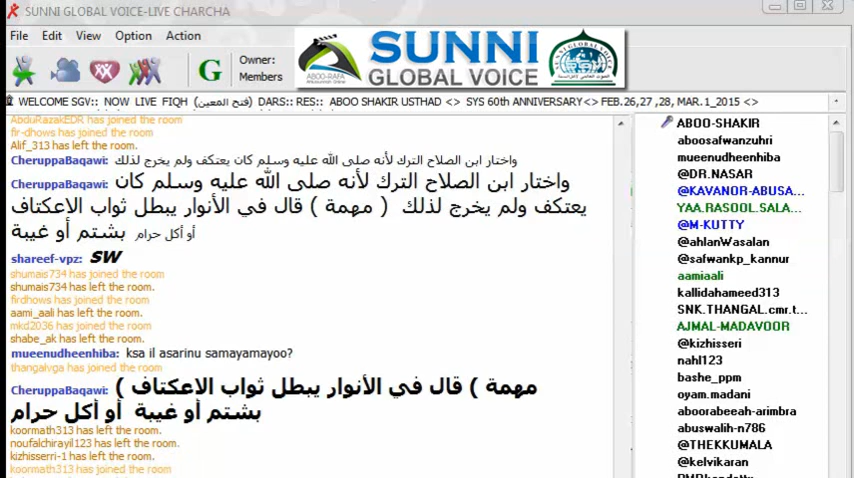 SUNNI GLOBAL VOICE-LIVE CHARCHA
File Edit View Option Action
G
Owner:
Members
ABOO-RAFA
SUNNI
GLOBAL VOICE
SUNNI GLOBAL VOICE
WELCOME SGV:: NOW LIVE FIQH (فتح المعين) DARS:: RES:: ABOO SHAKIR USTHAD <> SYS 60th ANNIVERSARY<> FEB.26,27 ,28, MAR.1_2015 <>
AbduRazakEDR has joined the room
fir-dhows has joined the room
Alif_313 has left the room.
CheruppaBaqawi: واختار ابن الصلاح الترك لأنه صلى الله عليه وسلم كان يعتكف ولم يخرج لذلك
CheruppaBaqawi: واختار ابن الصلاح الترك لأنه صلى الله عليه وسلم كان
يعتكف ولم يخرج لذلك ( مهمة ) قال في الأنوار يبطل ثواب الاعتكاف
بشتم أو غيبة أو أكل حرام
shareef-vpz: SW
shumais734 has joined the room
shumais734 has left the room.
firdhows has joined the room
aami_aali has left the room.
mkd2036 has joined the room
shabe_ak has left the room.
mueenudheenhiba: ksa il asarinu samayamayoo?
thangalvga has joined the room
CheruppaBaqawi: ( مهمة ) قال في الأنوار يبطل ثواب الاعتكاف
بشتم أو غيبة أو أكل حرام
koormath313 has left the room.
noufalchirayil123 has left the room.
kizhisserri-1 has left the room.
koormath313 has joined the room
ABOO-SHAKIR
aboosafwanzuhri
mueenudheenhiba
@DR.NASAR
@KAVANOR-ABUSA...
YAA.RASOOL.SALA...
@M-KUTTY
@ahlanWasalan
@safwankp_kannur
aamiaali
kallidahameed313
SNK.THANGAL.cmr.t...
AJMAL-MADAVOOR
@kizhisseri
nahl123
bashe_ppm
oyam.madani
aboorabeeah-arimbra
abuswalih-n786
@THEKKUMALA
@kelvikaran